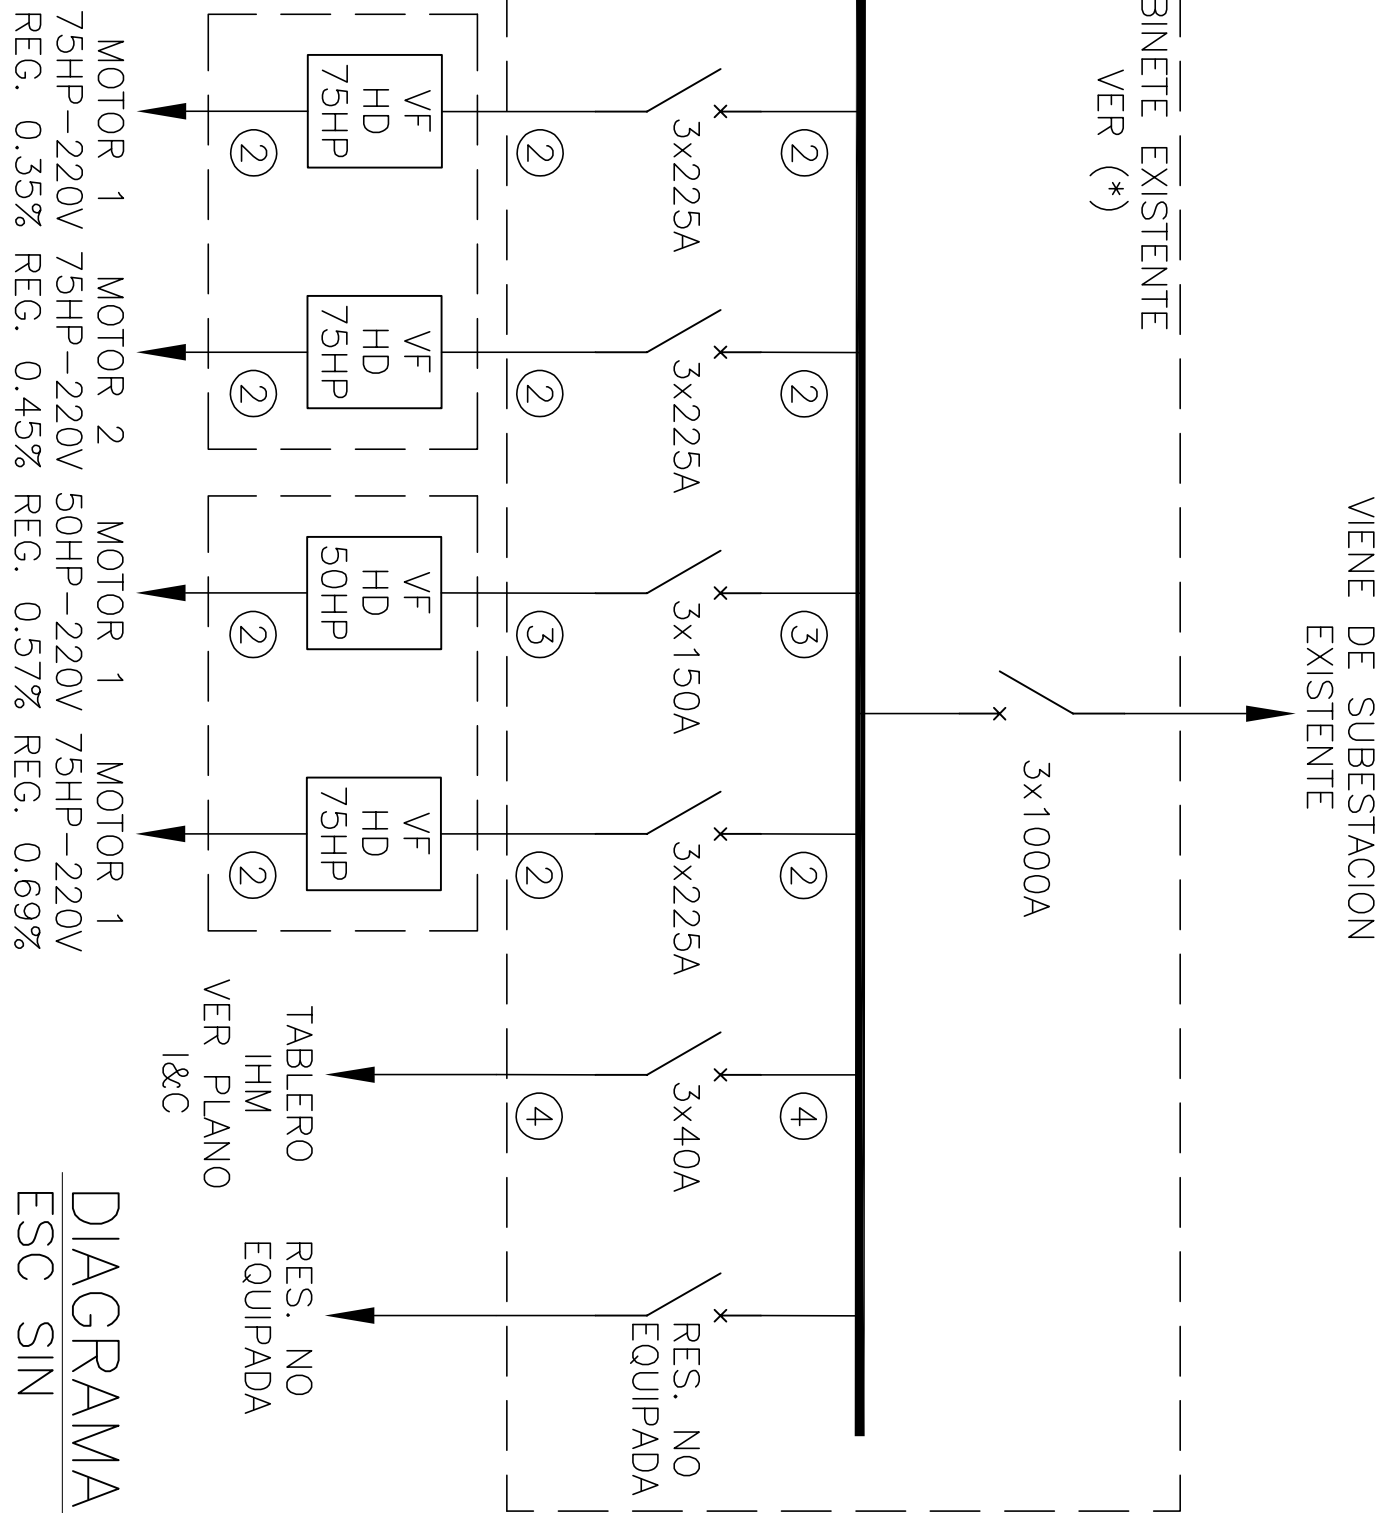 VIENE DE SUBESTACION
EXISTENTE
BINETE EXISTENTE
VER (*)
3x1000A
2
2
3
2
4
3x225A
3x225A
3x150A
3x225A
3x40A
RES. NO
EQUIPADA
2
2
3
2
4
VF
HD
75HP
VF
HD
75HP
VF
HD
50HP
VF
HD
75HP
2
2
2
2
MOTOR 1
75HP-220V
REG. 0.35%
MOTOR 2
75HP-220V
REG. 0.45%
MOTOR 1
50HP-220V
REG. 0.57%
MOTOR 1
75HP-220V
REG. 0.69%
TABLERO
IHM
VER PLANO
I&C
RES. NO
EQUIPADA
DIAGRAMA
ESC SIN